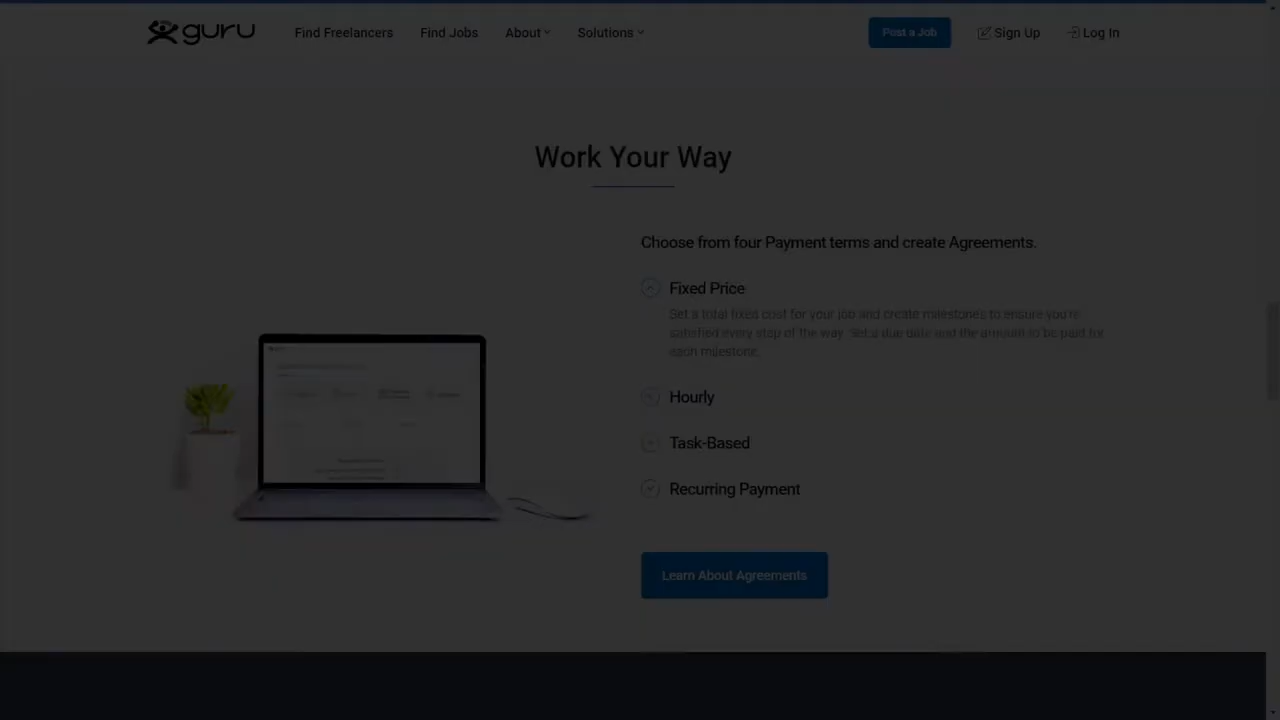 guru
Find Freelancers
Find Jobs
About
Solutions
Post a Job
Sign Up
Log In
Work Your Way
Choose from four Payment terms and create Agreements.
Fixed Price
Set a total fixed cost for your job and create milestones to ensure you're
satisfied every step of the way. Set a due date and the amount to be paid for
each milestone.
Hourly
Task-Based
Recurring Payment
Learn About Agreements